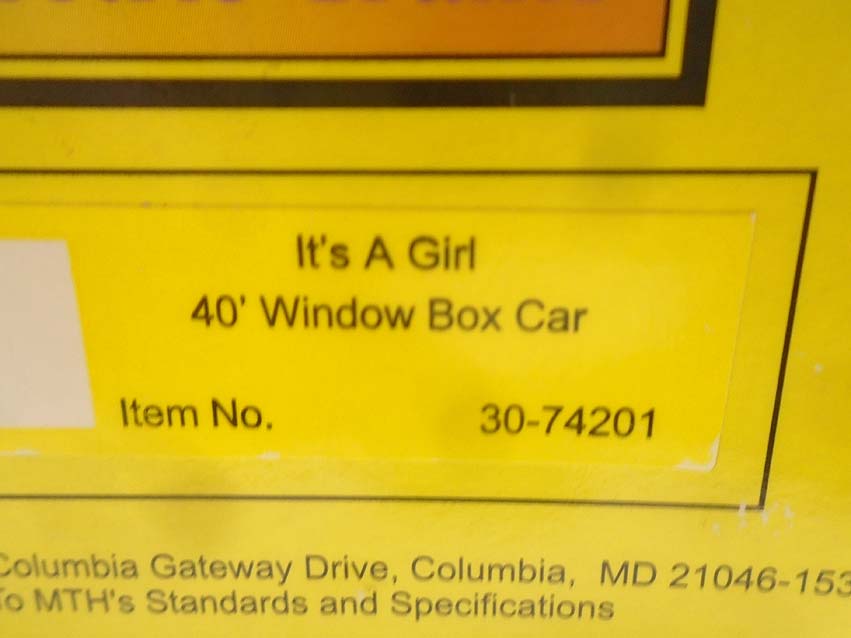 It's A Girl
40' Window Box Car
Item No. 30-74201
Columbia Gateway Drive, Columbia, MD 21046-153
To MTH's Standards and Specifications